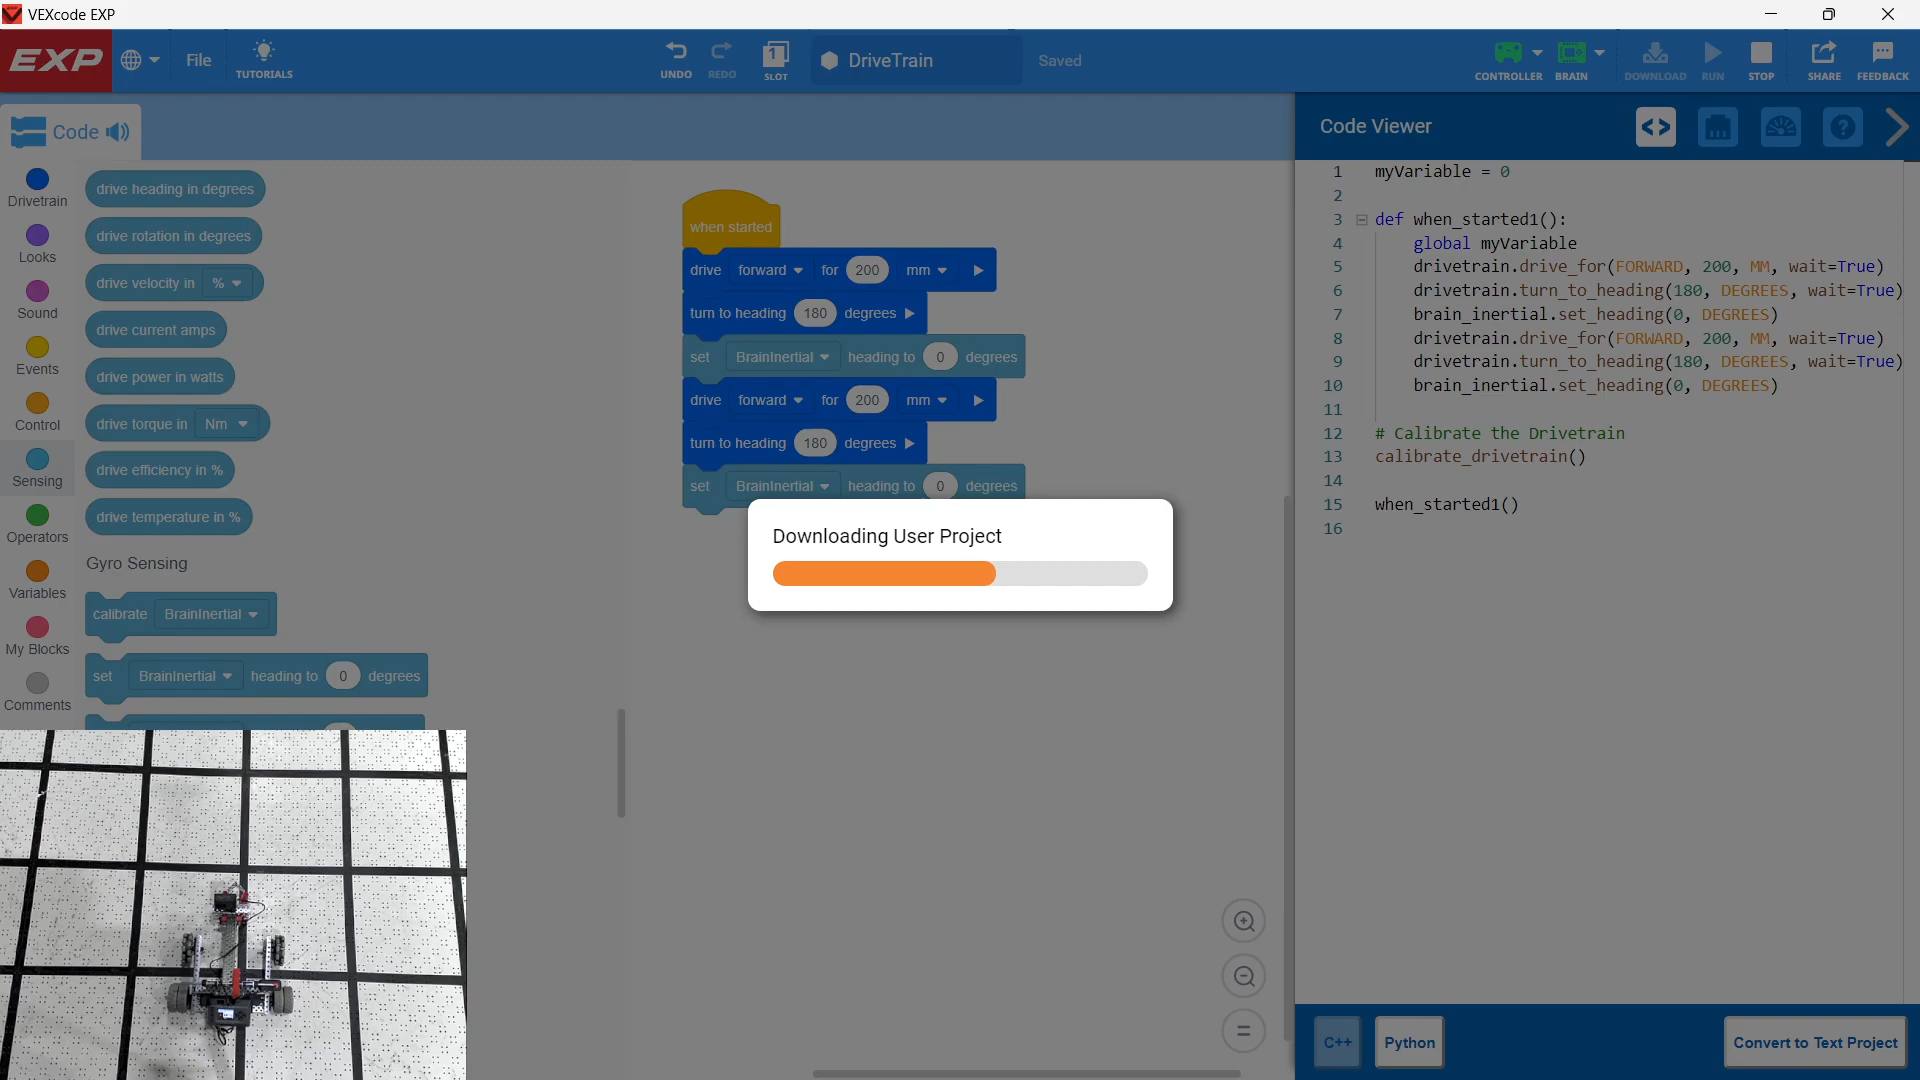 VEXcode EXP
EXP
File
TUTORIALS
UNDO
REDO
1
SLOT
DriveTrain
Saved
CONTROLLER
BRAIN
DOWNLOAD
RUN
STOP
SHARE
FEEDBACK
Code
Drivetrain
Looks
Sound
Events
Control
Sensing
Operators
Variables
My Blocks
Comments
drive heading in degrees
drive rotation in degrees
drive velocity in %
drive current amps
drive power in watts
drive torque in Nm
drive efficiency in %
drive temperature in %
Gyro Sensing
calibrate BrainInertial
set BrainInertial heading to 0 degrees
when started
drive forward for 200 mm
turn to heading 180 degrees
set BrainInertial heading to 0 degrees
drive forward for 200 mm
turn to heading 180 degrees
set BrainInertial heading to 0 degrees
Downloading User Project
Code Viewer
<> ?
1 myVariable = 0
2
3 def when_started1():
4 global myVariable
5 drivetrain.drive_for(FORWARD, 200, MM, wait=True)
6 drivetrain.turn_to_heading(180, DEGREES, wait=True)
7 brain_inertial.set_heading(0, DEGREES)
8 drivetrain.drive_for(FORWARD, 200, MM, wait=True)
9 drivetrain.turn_to_heading(180, DEGREES, wait=True)
10 brain_inertial.set_heading(0, DEGREES)
11
12 # Calibrate the Drivetrain
13 calibrate_drivetrain()
14
15 when_started1()
16
C++
Python
Convert to Text Project